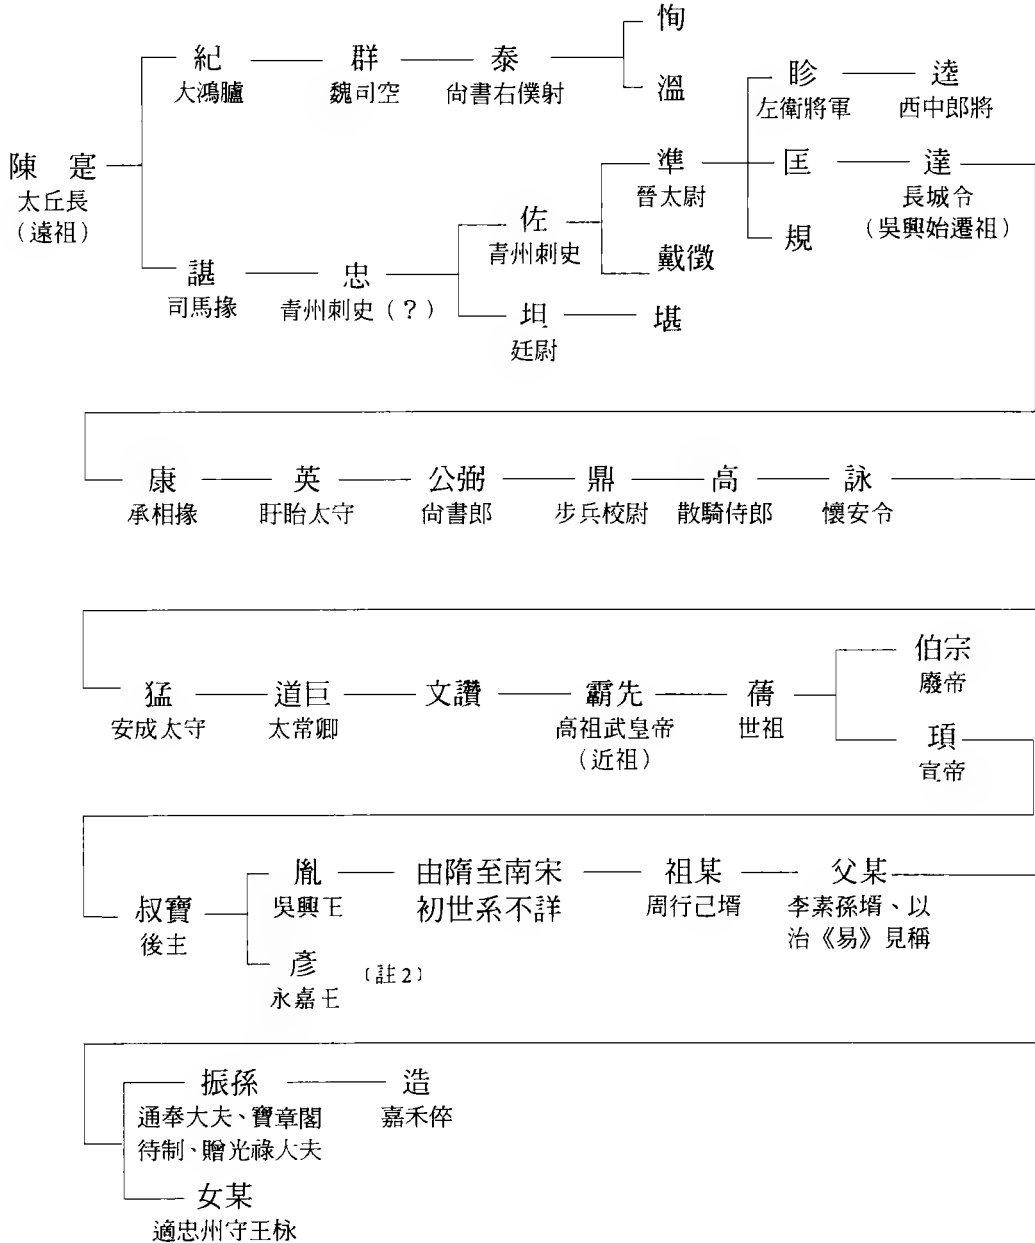 恂
紀 群 泰
大鴻臚 魏司空 尙書右僕射
溫
眕 逵
左衛將軍 西中郎將
陳寔
太丘長
(遠祖)
準 匡 達
晉太尉 長城令
(吳興始遷祖)
佐 規
青州刺史
戴徵
諶 忠
司馬掾 青州刺史(?)
坦 堪
廷尉
康 英 公弼 鼎 高 詠
承相掾 盱眙太守 尙書郎 步兵校尉 散騎侍郎 懷安令
伯宗
廢帝
猛 道巨 文讚 霸先 蒨
安成太守 太常卿 高祖武皇帝 世祖
(近祖)
項
宣帝
胤 由隋至南宋 祖某 父某
吳興王 初世系不詳 周行己壻 李素孫壻、以
治《易》見稱
叔寶
後主
彥 〔註2〕
永嘉王
振孫 造
通奉大夫、寶章閣 嘉禾倅
待制、贈光祿大夫
女某
適忠州守王栐